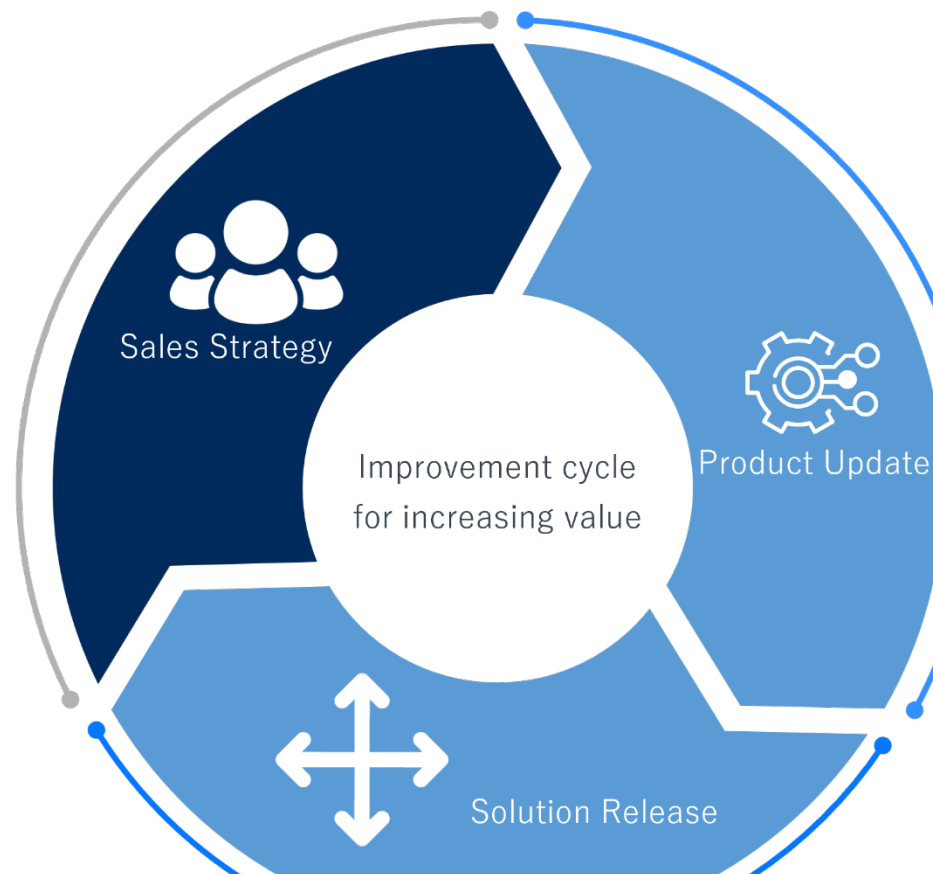 Sales Strategy
Product Update
Improvement cycle
for increasing value
Solution Release